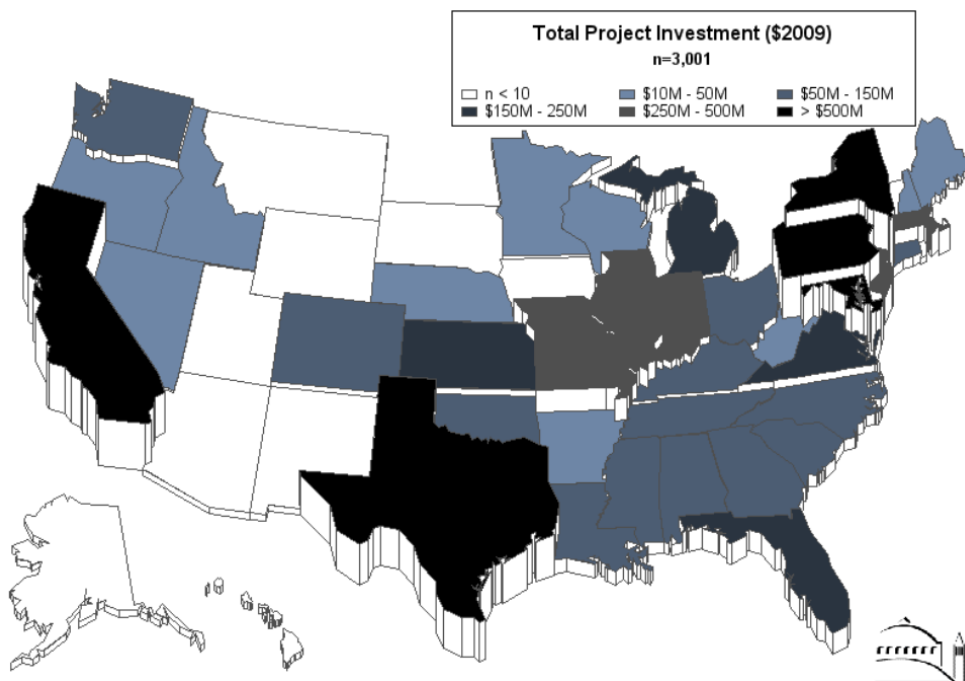 Total Project Investment ($2009)
n=3,001
n < 10 $10M - 50M $50M - 150M
$150M - 250M $250M - 500M > $500M